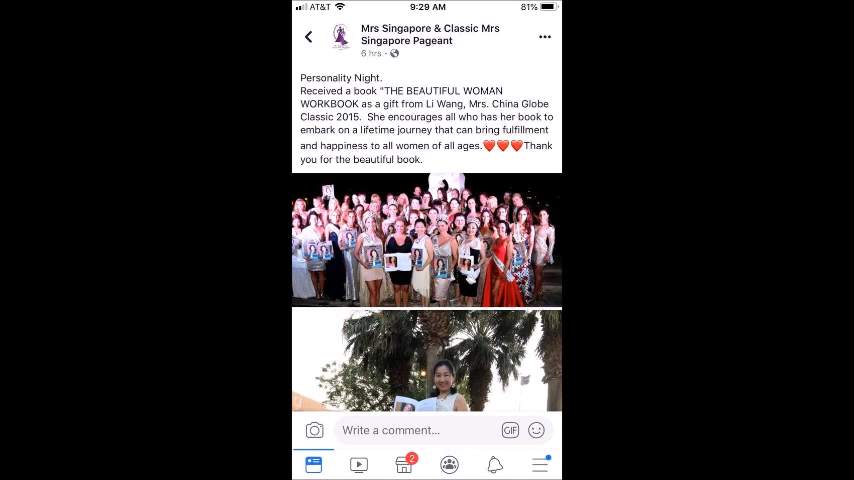 AT&T 9:29 AM 81%
Mrs Singapore & Classic Mrs
Singapore Pageant
6 hrs ·
Personality Night.
Received a book "THE BEAUTIFUL WOMAN
WORKBOOK as a gift from Li Wang, Mrs. China Globe
Classic 2015.  She encourages all who has her book to
embark on a lifetime journey that can bring fulfillment
and happiness to all women of all ages.❤️❤️❤️Thank
you for the beautiful book.
Write a comment...
GIF
2